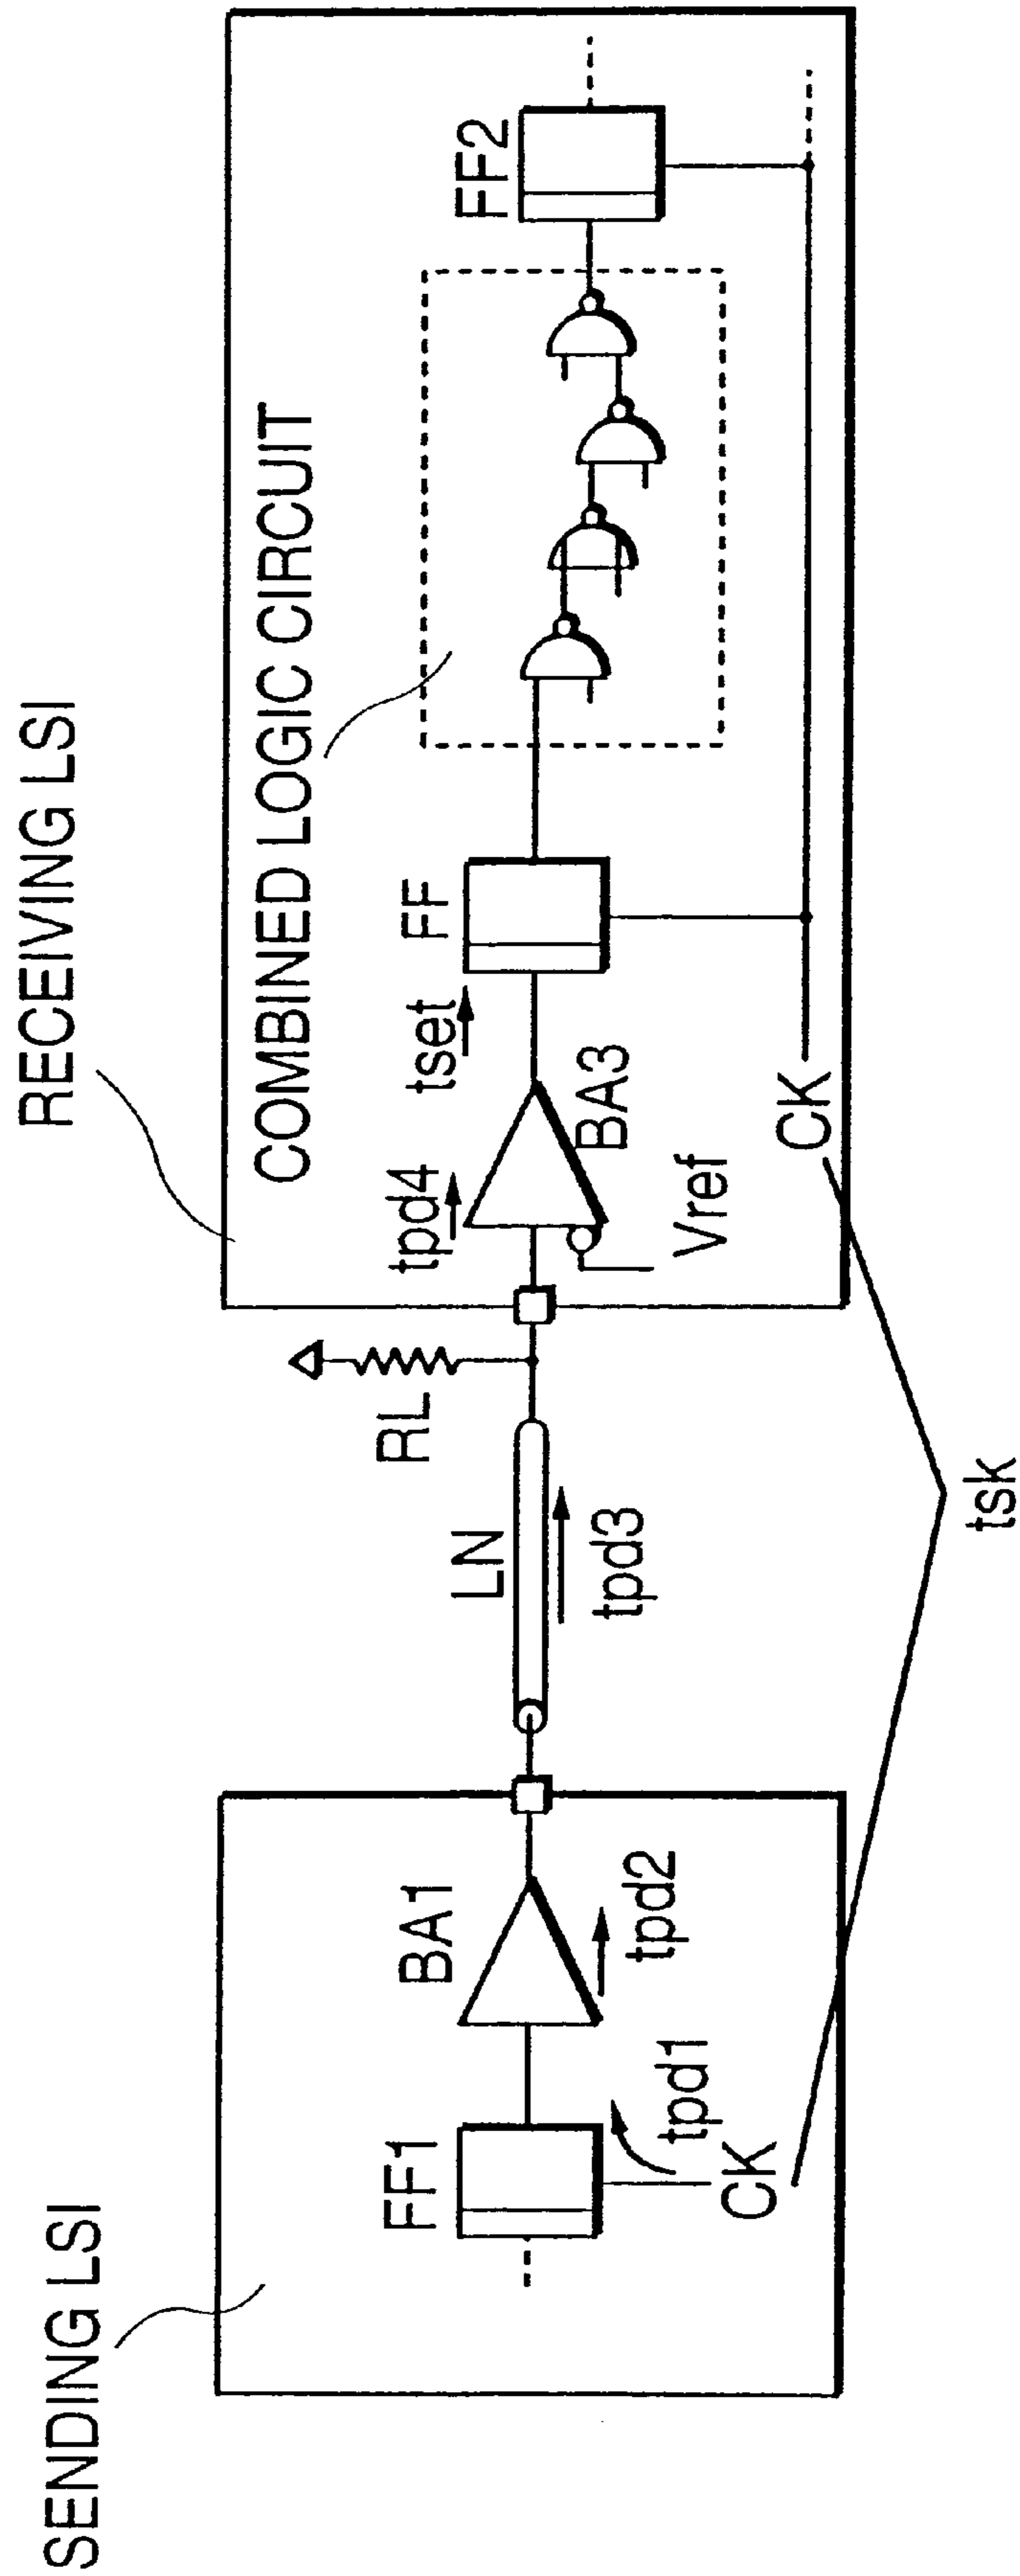 SENDING LSI
FF1
BA1
tpd1
tpd2
CK
LN
tpd3
RL
tsk
RECEIVING LSI
COMBINED LOGIC CIRCUIT
tpd4
tset
FF
FF2
BA3
Vref
CK